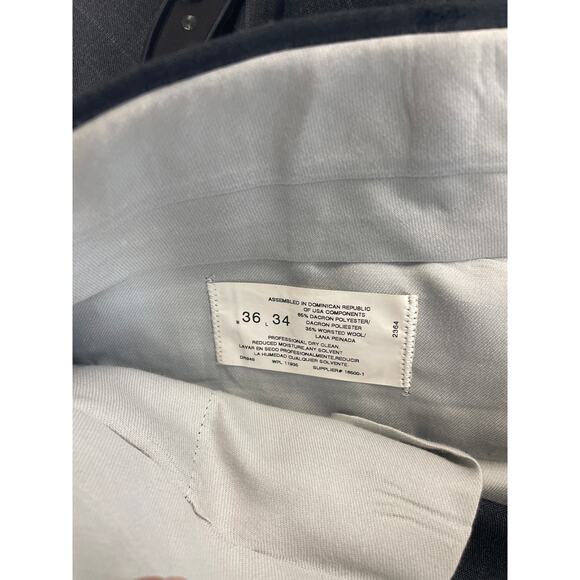 ASSEMBLED IN DOMINICAN REPUBLIC
OF USA COMPONENTS
65% DACRON POLYESTER/
DACRON POLIESTER
35% WORSTED WOOL/
LANA PEINADA
W 36 L 34
PROFESSIONAL DRY CLEAN,
REDUCED MOISTURE, ANY SOLVENT
LAVAR EN SECO PROFESIONALMENTE, REDUCIR
LA HUMEDAD CUALQUIER SOLVENTE
WPL 11935 SUPPLIER# 16500-1
2364